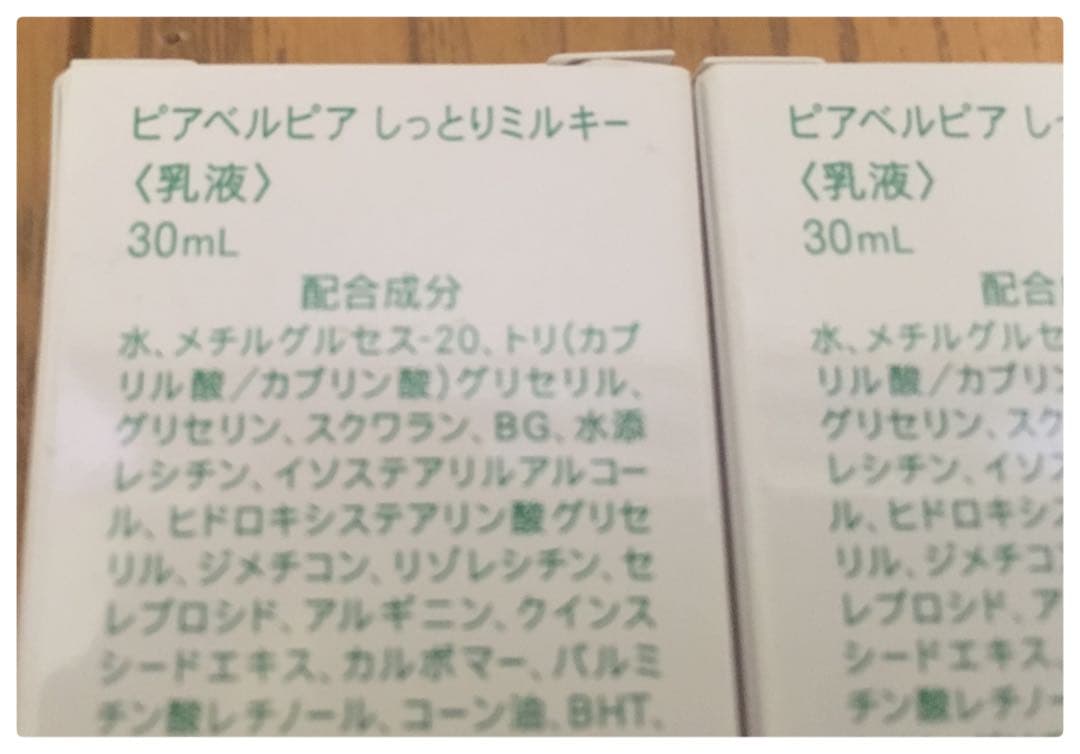 ピアベルピア しっとりミルキー
〈乳液〉
30mL
配合成分
水、メチルグルセス-20、トリ(カプ
リル酸/カプリン酸)グリセリル、
グリセリン、スクワラン、BG、水添
レシチン、イソステアリルアルコー
ル、ヒドロキシステアリン酸グリセ
リル、ジメチコン、リゾレシチン、セ
レブロシド、アルギニン、クインス
シードエキス、カルボマー、パルミ
チン酸レチノール、コーン油、BHT、
ピアベルピア し
〈乳液〉
30mL
配合
水、メチルグルセ
リル酸/カプリン
グリセリン、スク
レシチン、イソス
ル、ヒドロキシス
リル、ジメチコン
レブロシド、ア
シードエキス、
チン酸レチノー